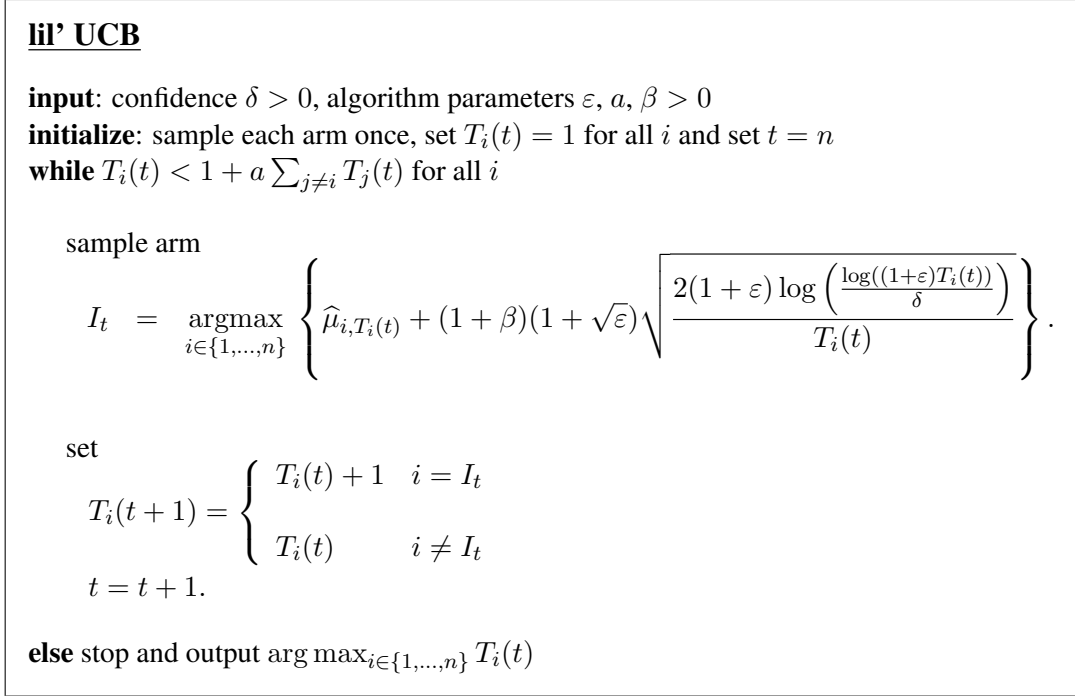 lil' UCB
input: confidence δ > 0, algorithm parameters ε, a, β > 0
initialize: sample each arm once, set T_i(t) = 1 for all i and set t = n
while T_i(t) < 1 + a ∑_{j≠i} T_j(t) for all i
sample arm
I_t = argmax_{i∈{1,...,n}} { μ̂_{i,T_i(t)} + (1 + β)(1 + √ε) √( 2(1 + ε) log( log((1+ε)T_i(t)) / δ ) / T_i(t) ) } .
set
T_i(t + 1) = { T_i(t) + 1   i = I_t
T_i(t)   i ≠ I_t
t = t + 1.
else stop and output arg max_{i∈{1,...,n}} T_i(t)